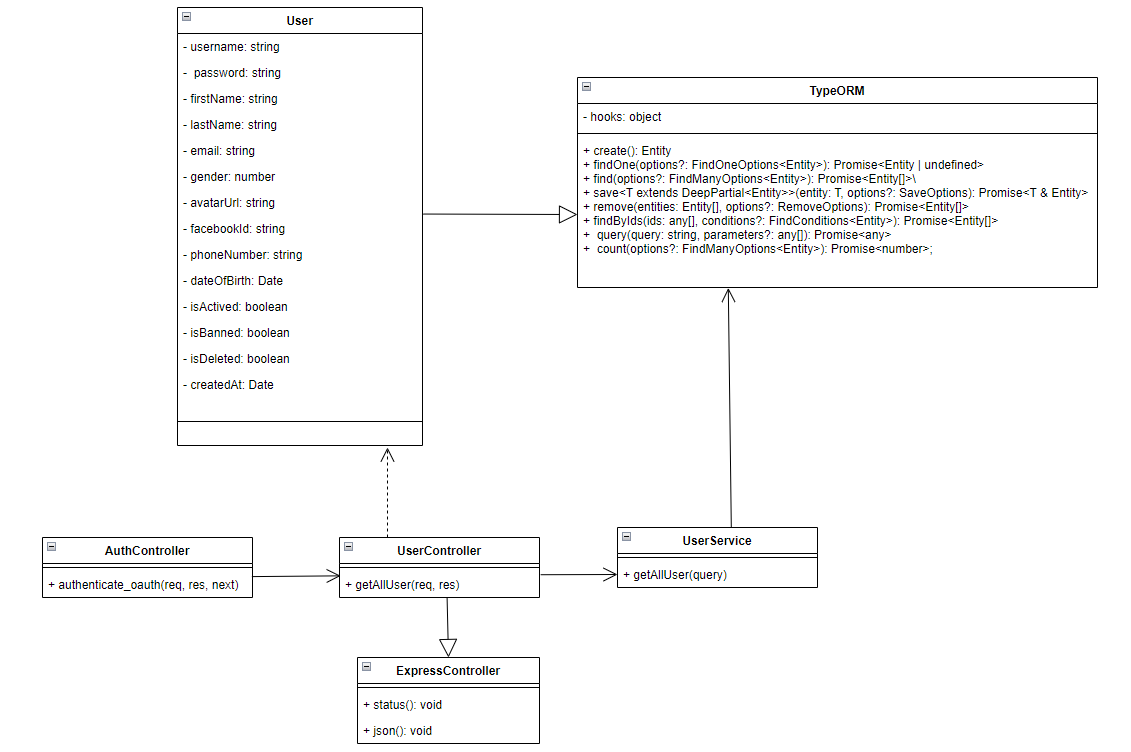 User
- username: string
-  password: string
- firstName: string
- lastName: string
- email: string
- gender: number
- avatarUrl: string
- facebookId: string
- phoneNumber: string
- dateOfBirth: Date
- isActived: boolean
- isBanned: boolean
- isDeleted: boolean
- createdAt: Date
TypeORM
- hooks: object
+ create(): Entity
+ findOne(options?: FindOneOptions<Entity>): Promise<Entity | undefined>
+ find(options?: FindManyOptions<Entity>): Promise<Entity[]>\
+ save<T extends DeepPartial<Entity>>(entity: T, options?: SaveOptions): Promise<T & Entity>
+ remove(entities: Entity[], options?: RemoveOptions): Promise<Entity[]>
+ findByIds(ids: any[], conditions?: FindConditions<Entity>): Promise<Entity[]>
+  query(query: string, parameters?: any[]): Promise<any>
+  count(options?: FindManyOptions<Entity>): Promise<number>;
AuthController
+ authenticate_oauth(req, res, next)
UserController
+ getAllUser(req, res)
UserService
+ getAllUser(query)
ExpressController
+ status(): void
+ json(): void